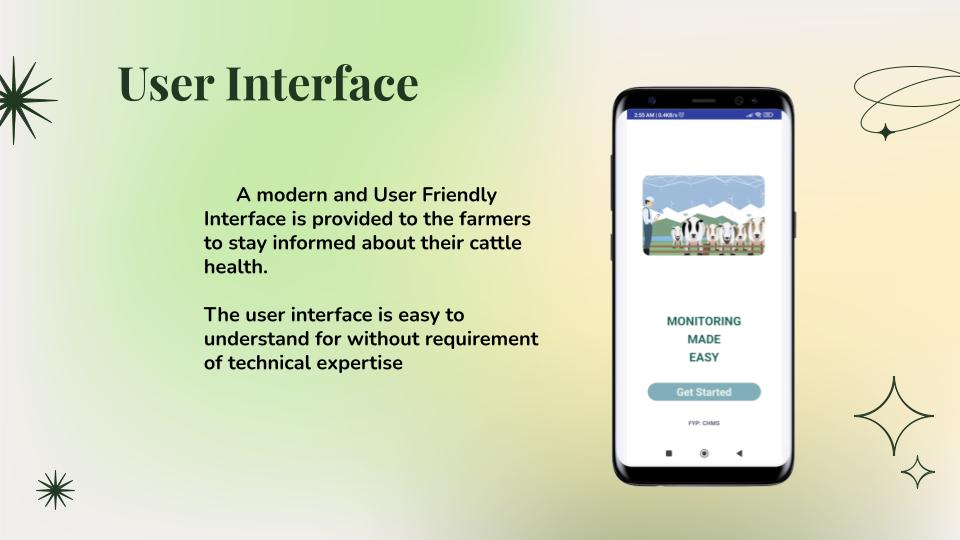 User Interface
A modern and User Friendly
Interface is provided to the farmers
to stay informed about their cattle
health.
The user interface is easy to
understand for without requirement
of technical expertise
2:55 AM | 0.4KB/s
MONITORING
MADE
EASY
Get Started
FYP: CHMS